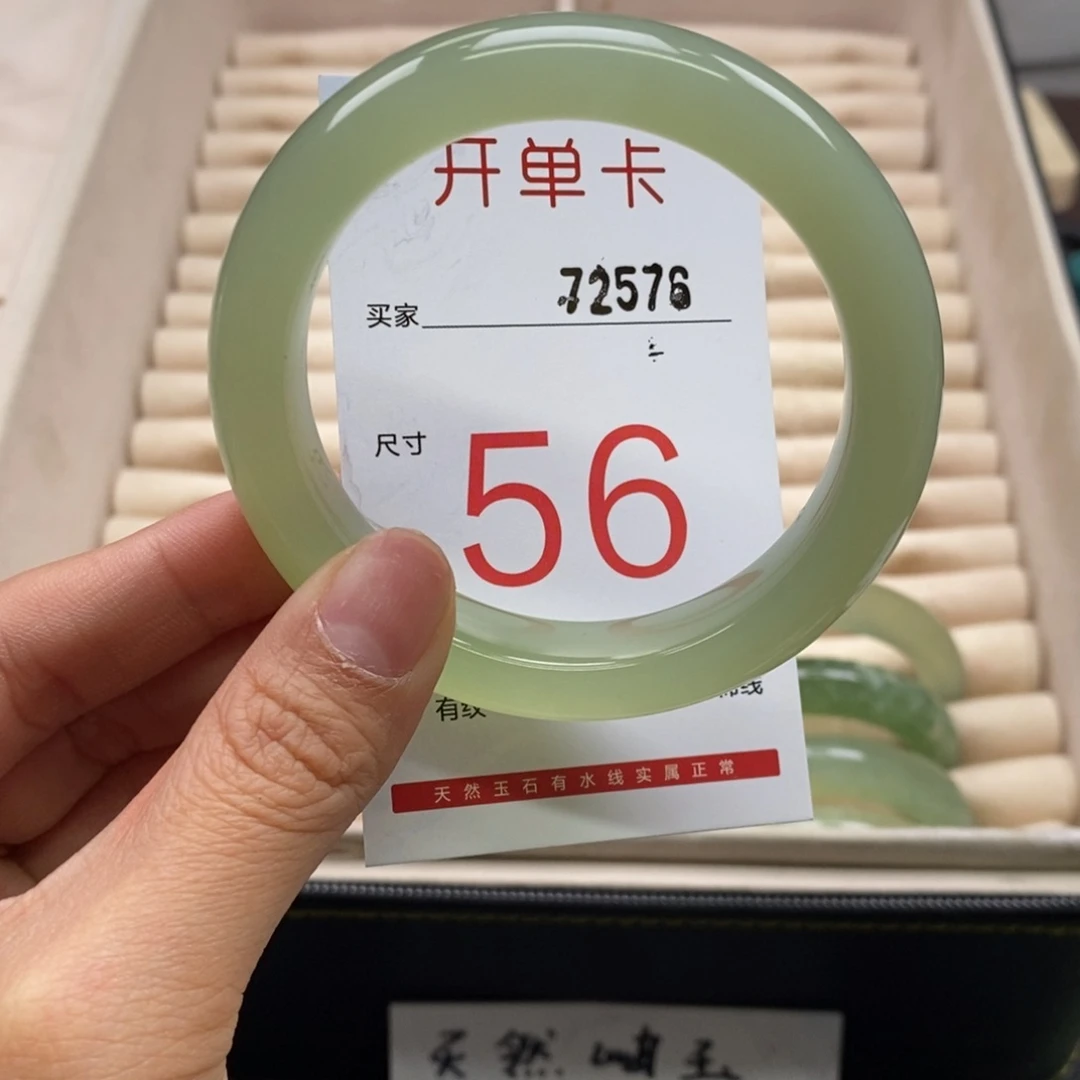 开单卡
买家 72576
尺寸 56
有纹
天然玉石有水线实属正常
天然岫玉